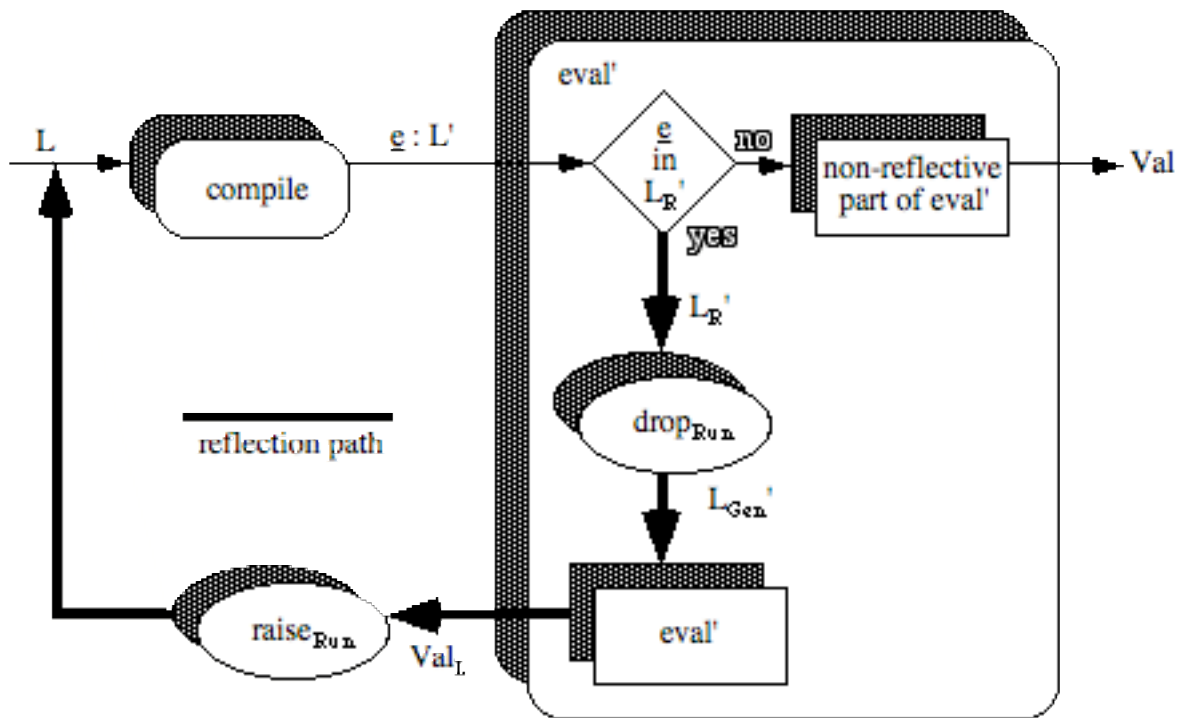 eval'
L
e : L'
compile
e
in
L_R'
no
non-reflective
part of eval'
Val
yes
L_R'
drop_Run
reflection path
L_Gen'
eval'
raise_Run
Val_L